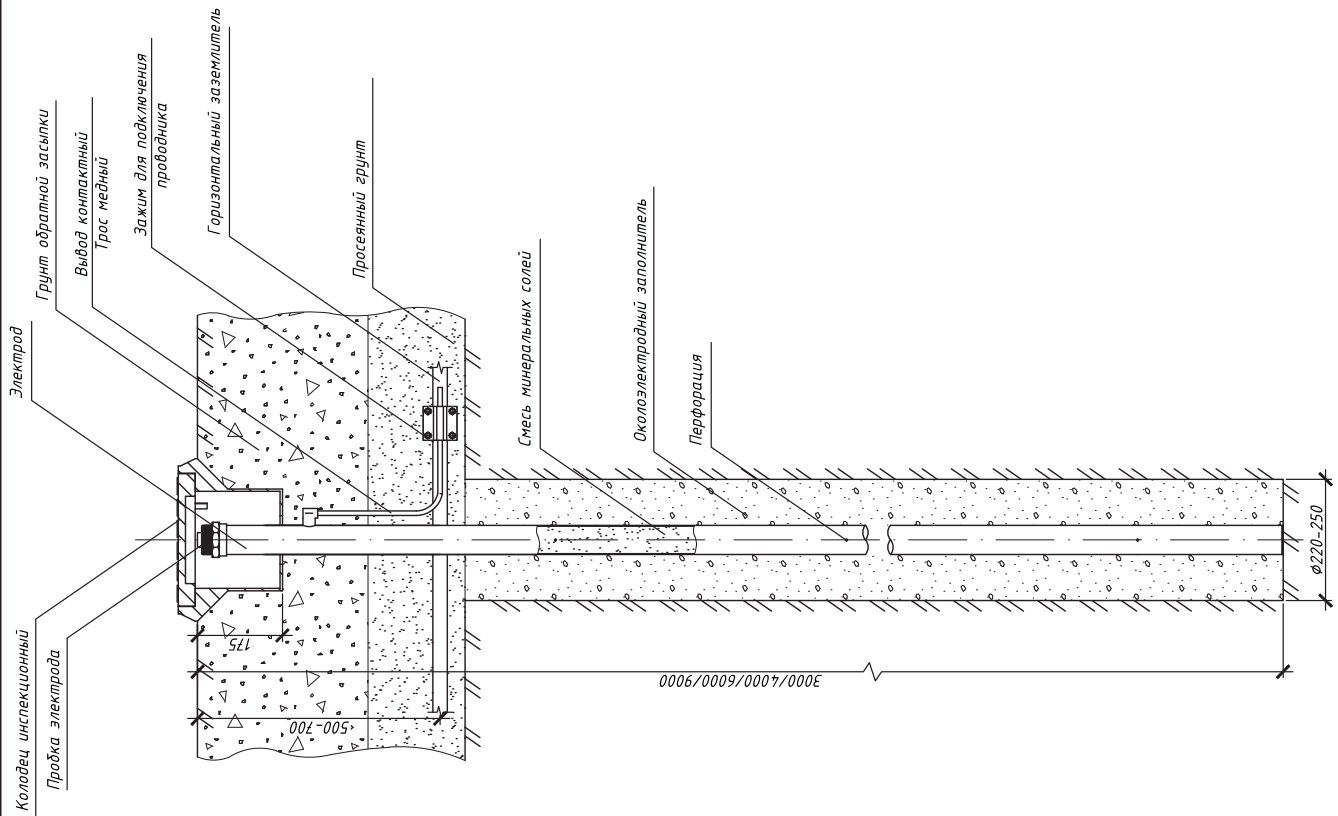 Колодец инспекционный
Пробка электрода
Электрод
Грунт обратной засыпки
Вывод контактный
Трос медный
Зажим для подключения
проводника
Горизонтальный заземлитель
Просеянный грунт
Смесь минеральных солей
Околоэлектродный заполнитель
Перфорация
175
500-700
3000/4000/6000/9000
Ф220-250